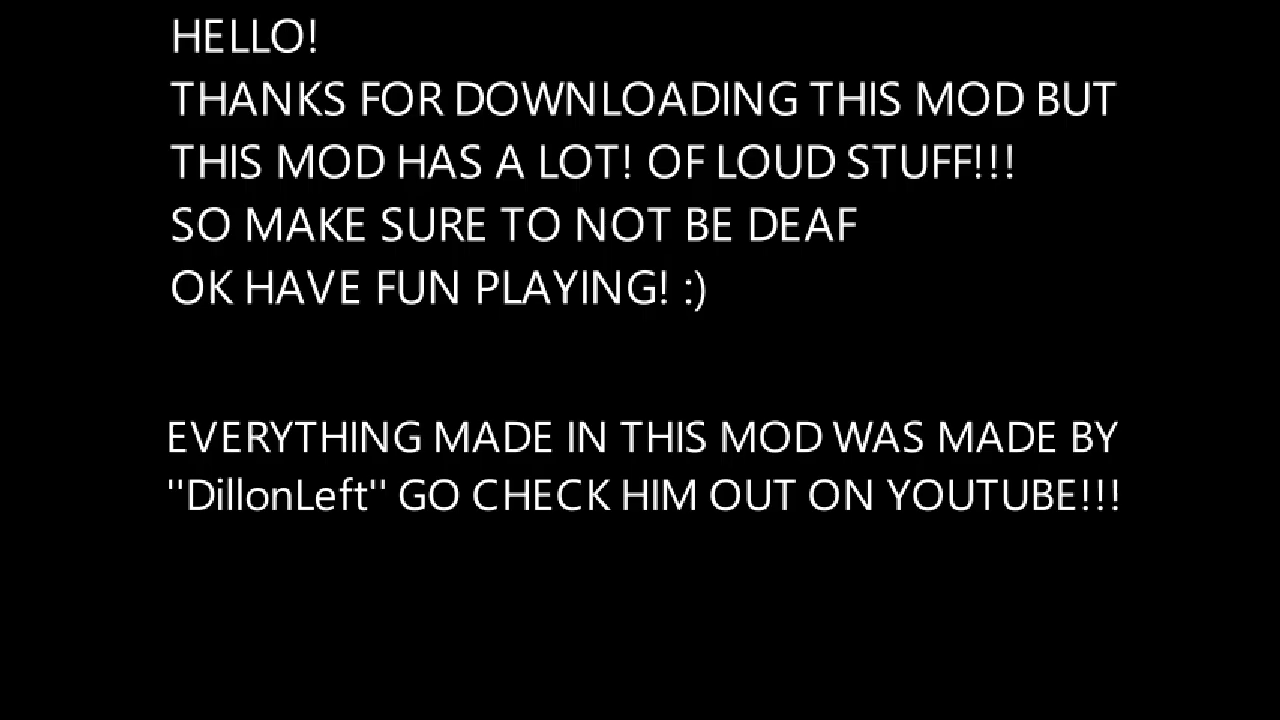 HELLO!
THANKS FOR DOWNLOADING THIS MOD BUT
THIS MOD HAS A LOT! OF LOUD STUFF!!!
SO MAKE SURE TO NOT BE DEAF
OK HAVE FUN PLAYING! :)
EVERYTHING MADE IN THIS MOD WAS MADE BY
"DillonLeft" GO CHECK HIM OUT ON YOUTUBE!!!